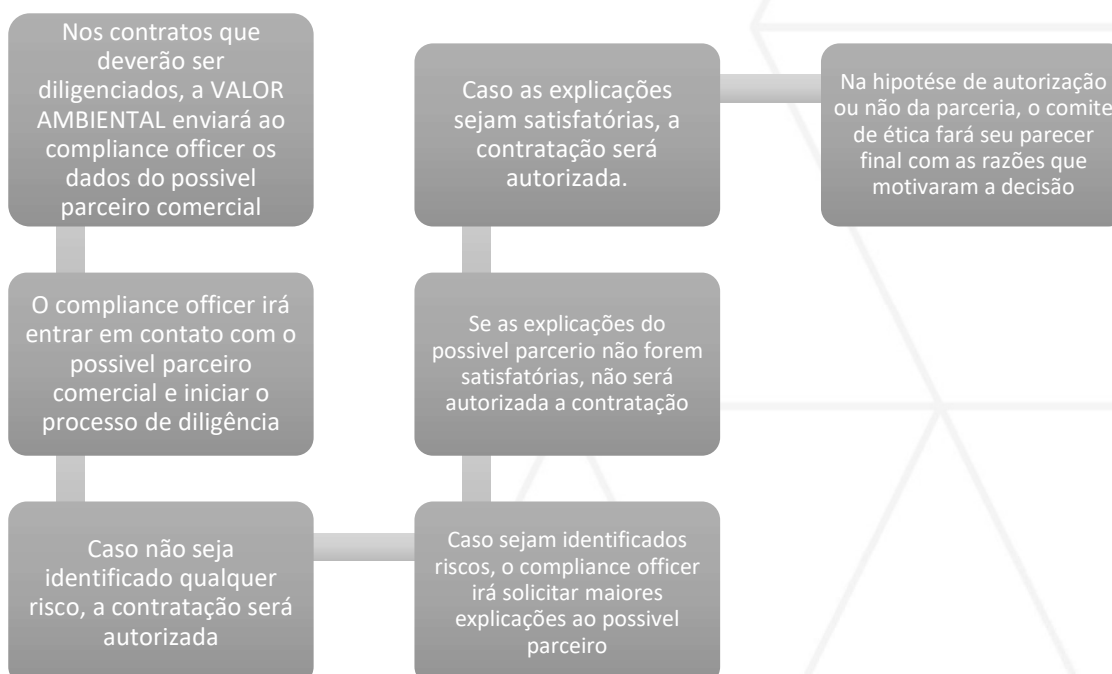 Nos contratos que
deverão ser
diligenciados, a VALOR
AMBIENTAL enviará ao
compliance officer os
dados do possivel
parceiro comercial
O compliance officer irá
entrar em contato com o
possivel parceiro
comercial e iniciar o
processo de diligência
Caso não seja
identificado qualquer
risco, a contratação será
autorizada
Caso sejam identificados
riscos, o compliance officer
irá solicitar maiores
explicações ao possivel
parceiro
Se as explicações do
possivel parcerio não forem
satisfatórias, não será
autorizada a contratação
Caso as explicações
sejam satisfatórias, a
contratação será
autorizada.
Na hipotése de autorização
ou não da parceria, o comite
de ética fará seu parecer
final com as razões que
motivaram a decisão